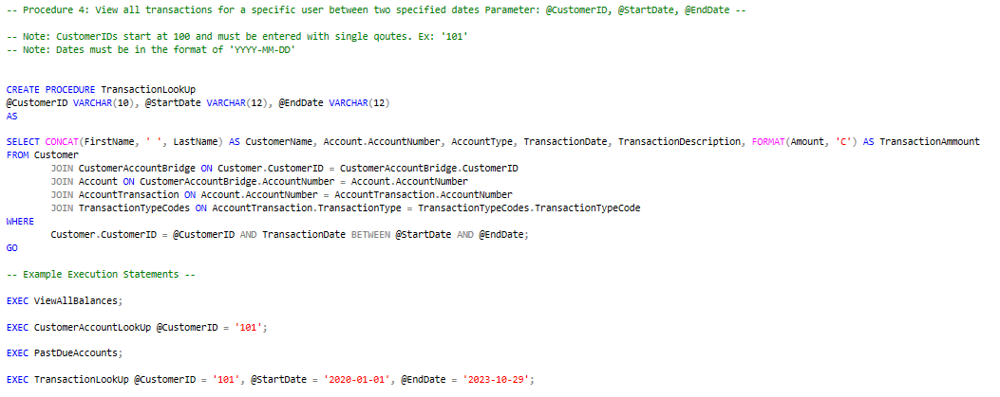 -- Procedure 4: View all transactions for a specific user between two specified dates Parameter: @CustomerID, @StartDate, @EndDate --
-- Note: CustomerIDs start at 100 and must be entered with single qoutes. Ex: '101'
-- Note: Dates must be in the format of 'YYYY-MM-DD'
CREATE PROCEDURE TransactionLookUp
@CustomerID VARCHAR(10), @StartDate VARCHAR(12), @EndDate VARCHAR(12)
AS
SELECT CONCAT(FirstName, ' ', LastName) AS CustomerName, Account.AccountNumber, AccountType, TransactionDate, TransactionDescription, FORMAT(Amount, 'C') AS TransactionAmmount
FROM Customer
JOIN CustomerAccountBridge ON Customer.CustomerID = CustomerAccountBridge.CustomerID
JOIN Account ON CustomerAccountBridge.AccountNumber = Account.AccountNumber
JOIN AccountTransaction ON Account.AccountNumber = AccountTransaction.AccountNumber
JOIN TransactionTypeCodes ON AccountTransaction.TransactionType = TransactionTypeCodes.TransactionTypeCode
WHERE
Customer.CustomerID = @CustomerID AND TransactionDate BETWEEN @StartDate AND @EndDate;
GO
-- Example Execution Statements --
EXEC ViewAllBalances;
EXEC CustomerAccountLookUp @CustomerID = '101';
EXEC PastDueAccounts;
EXEC TransactionLookUp @CustomerID = '101', @StartDate = '2020-01-01', @EndDate = '2023-10-29';